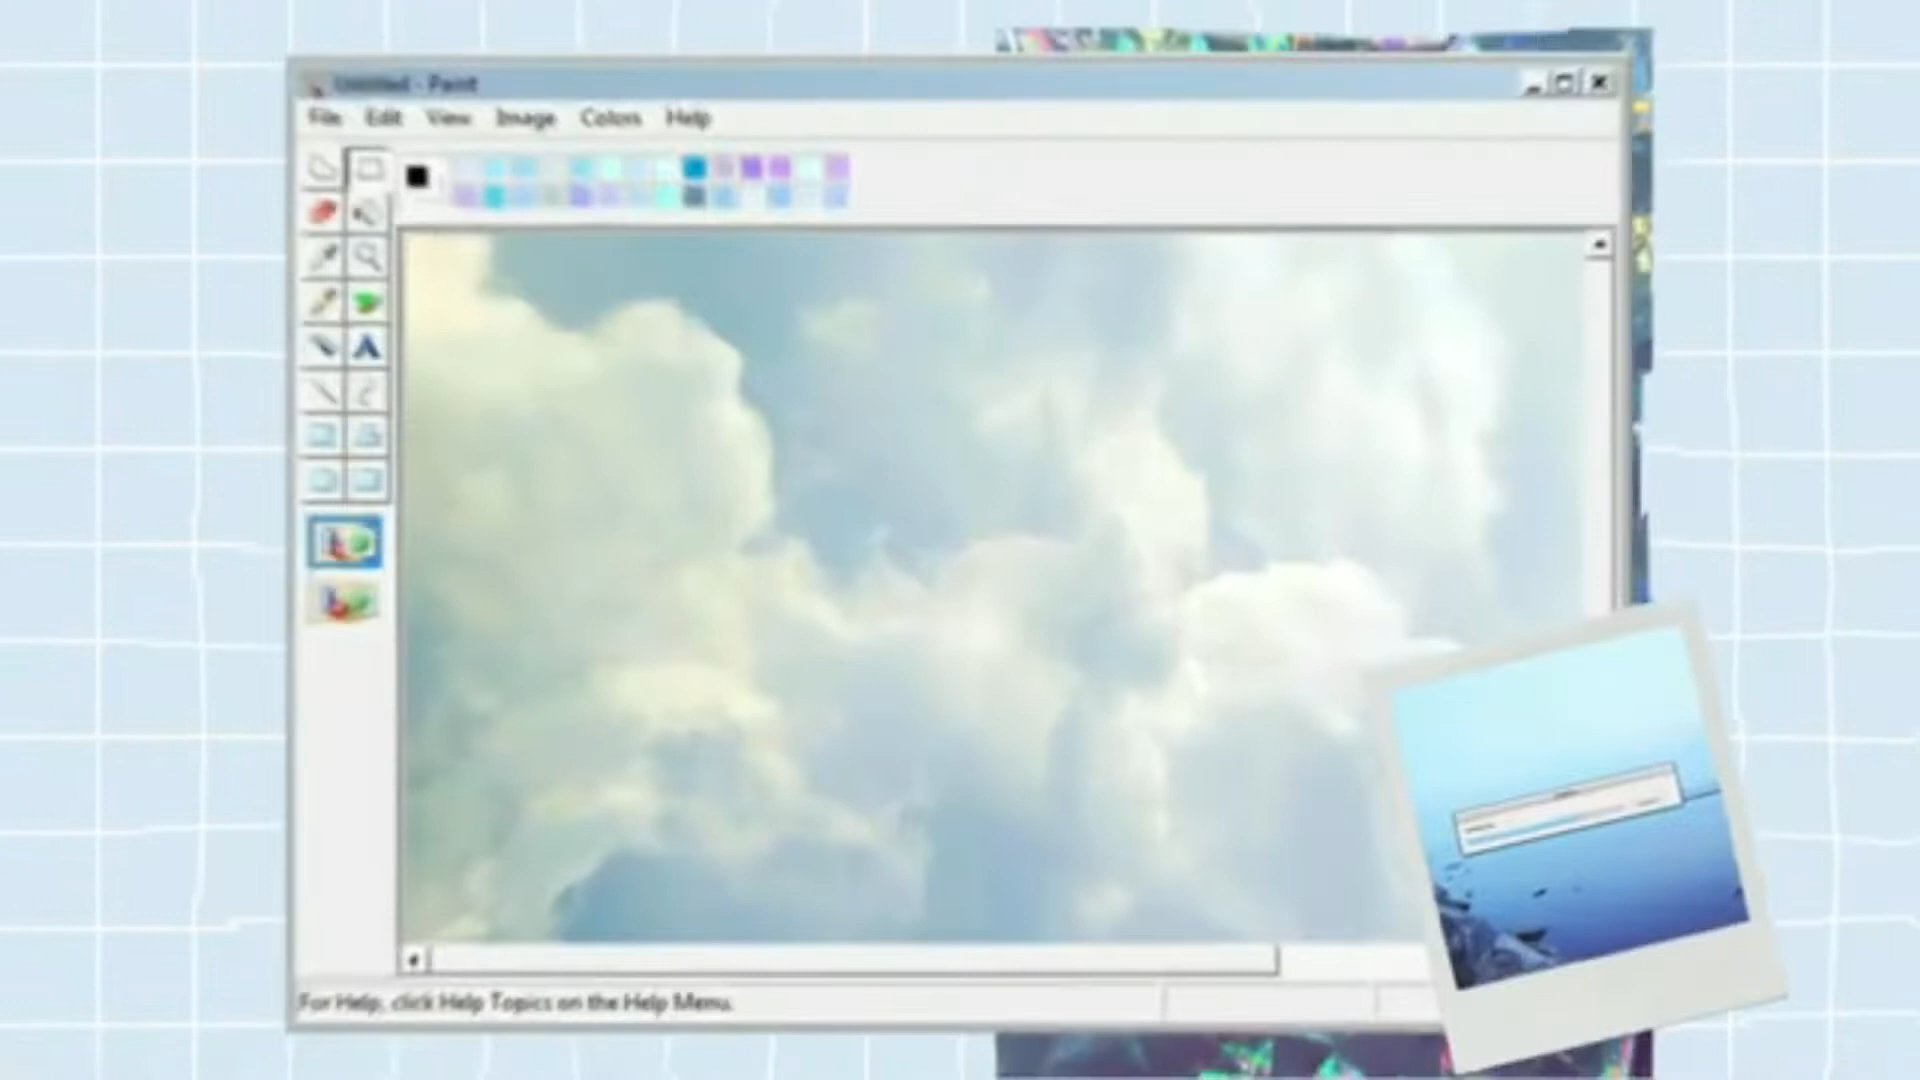 Untitled - Paint
File Edit View Image Colors Help
For Help, click Help Topics on the Help Menu.